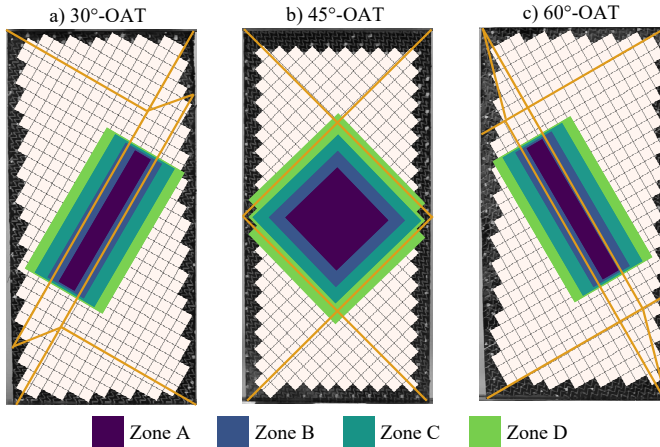 a) 30°-OAT
b) 45°-OAT
c) 60°-OAT
Zone A
Zone B
Zone C
Zone D